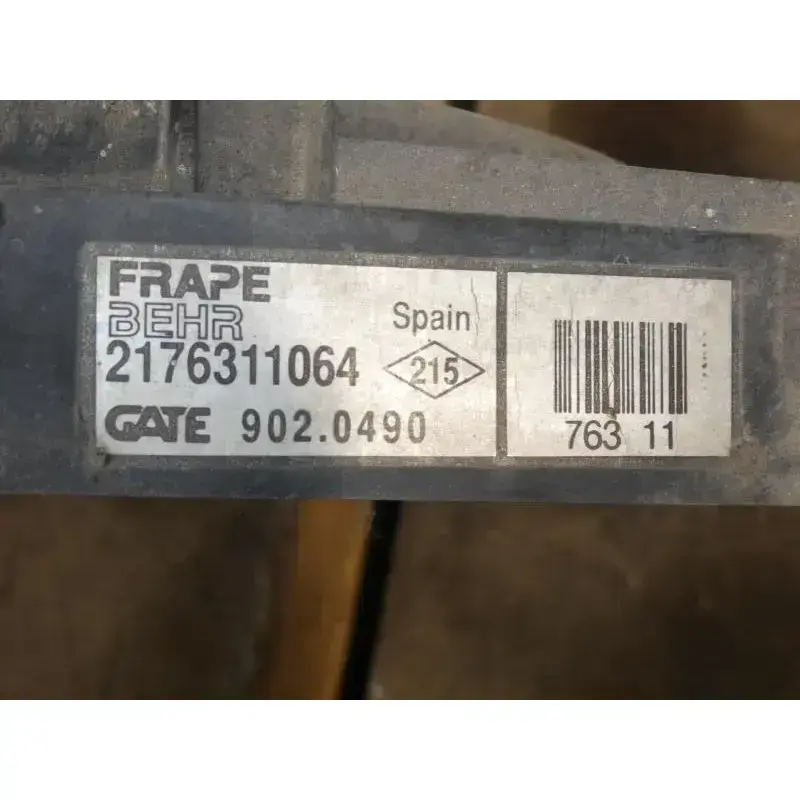 FRAPE
BEHR
Spain
2176311064
215
GATE 902.0490
763 11